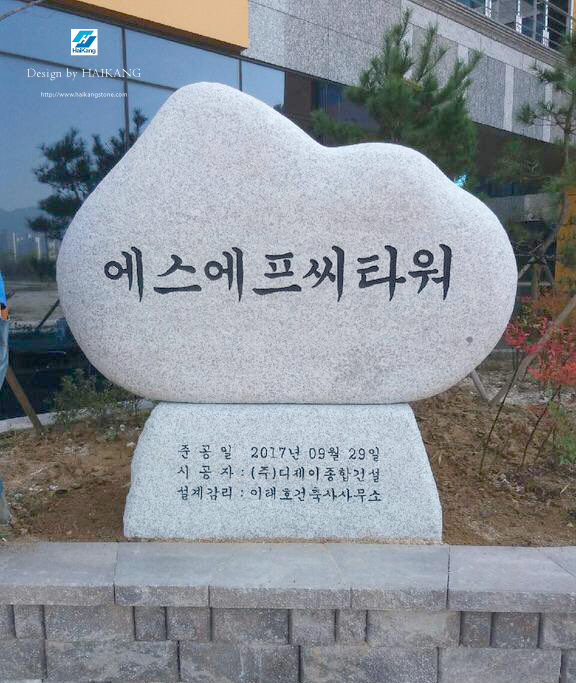 HaiKang
Design by HAIKANG
http://www.haikangstone.com
에스에프씨타워
준공일 2017년 09월 29일
시공자 : (주)디제이종합건설
설계감리 : 이태호건축사사무소